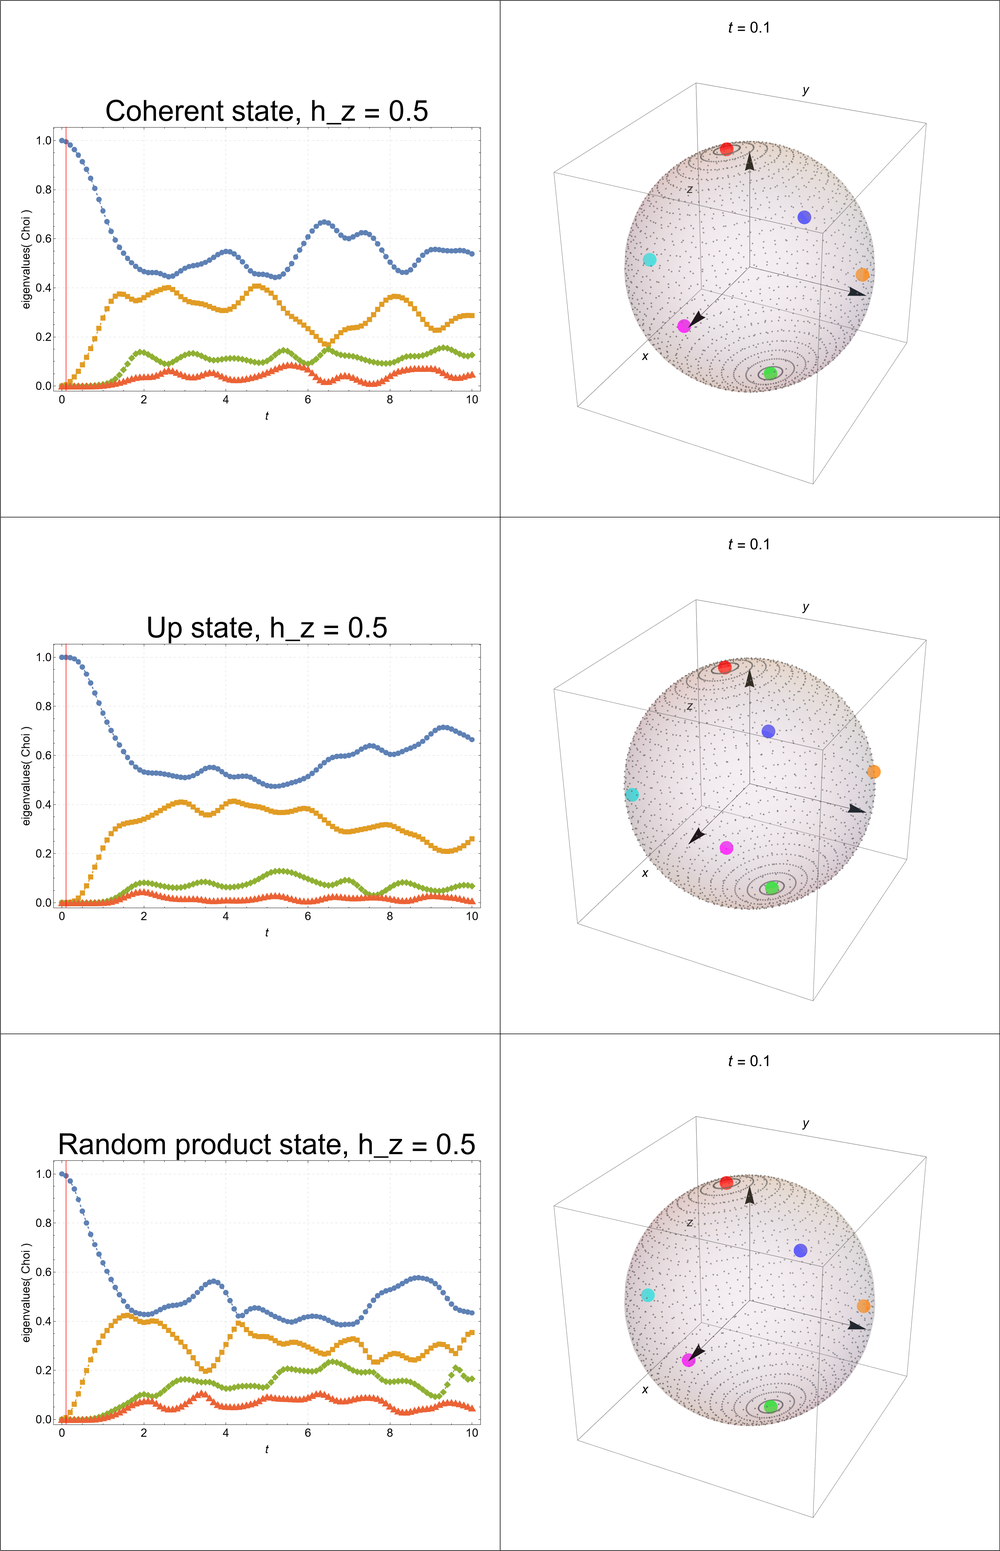 Coherent state, h_z = 0.5
eigenvalues( Choi )
1.0
0.8
0.6
0.4
0.2
0.0
0 2 4 6 8 10
t
t = 0.1
y
z
x
Up state, h_z = 0.5
eigenvalues( Choi )
1.0
0.8
0.6
0.4
0.2
0.0
0 2 4 6 8 10
t
t = 0.1
y
z
x
Random product state, h_z = 0.5
eigenvalues( Choi )
1.0
0.8
0.6
0.4
0.2
0.0
0 2 4 6 8 10
t
t = 0.1
y
z
x